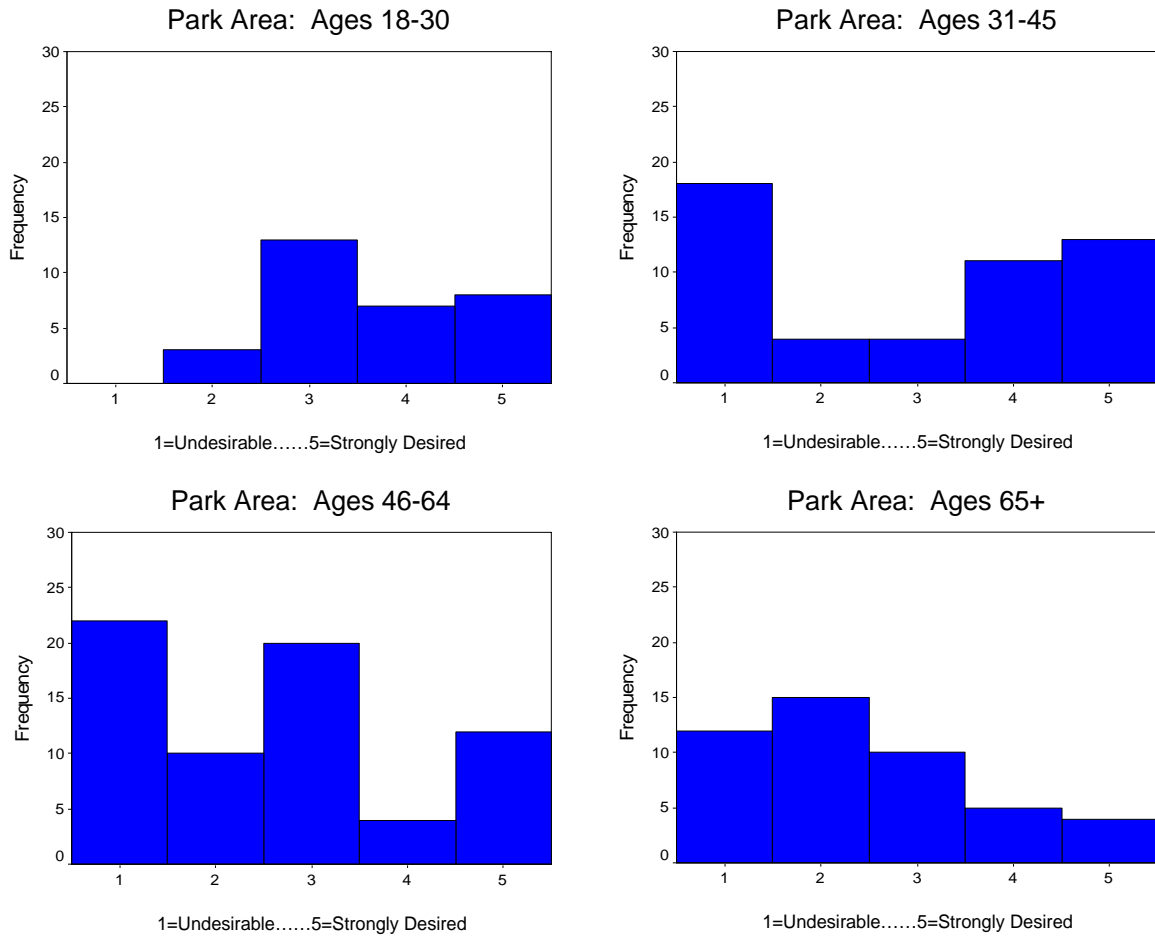 Park Area:  Ages 18-30
30
25
20
15
10
5
0
Frequency
1 2 3 4 5
1=Undesirable……5=Strongly Desired
Park Area:  Ages 31-45
30
25
20
15
10
5
0
Frequency
1 2 3 4 5
1=Undesirable……5=Strongly Desired
Park Area:  Ages 46-64
30
25
20
15
10
5
0
Frequency
1 2 3 4 5
1=Undesirable……5=Strongly Desired
Park Area:  Ages 65+
30
25
20
15
10
5
0
Frequency
1 2 3 4 5
1=Undesirable……5=Strongly Desired